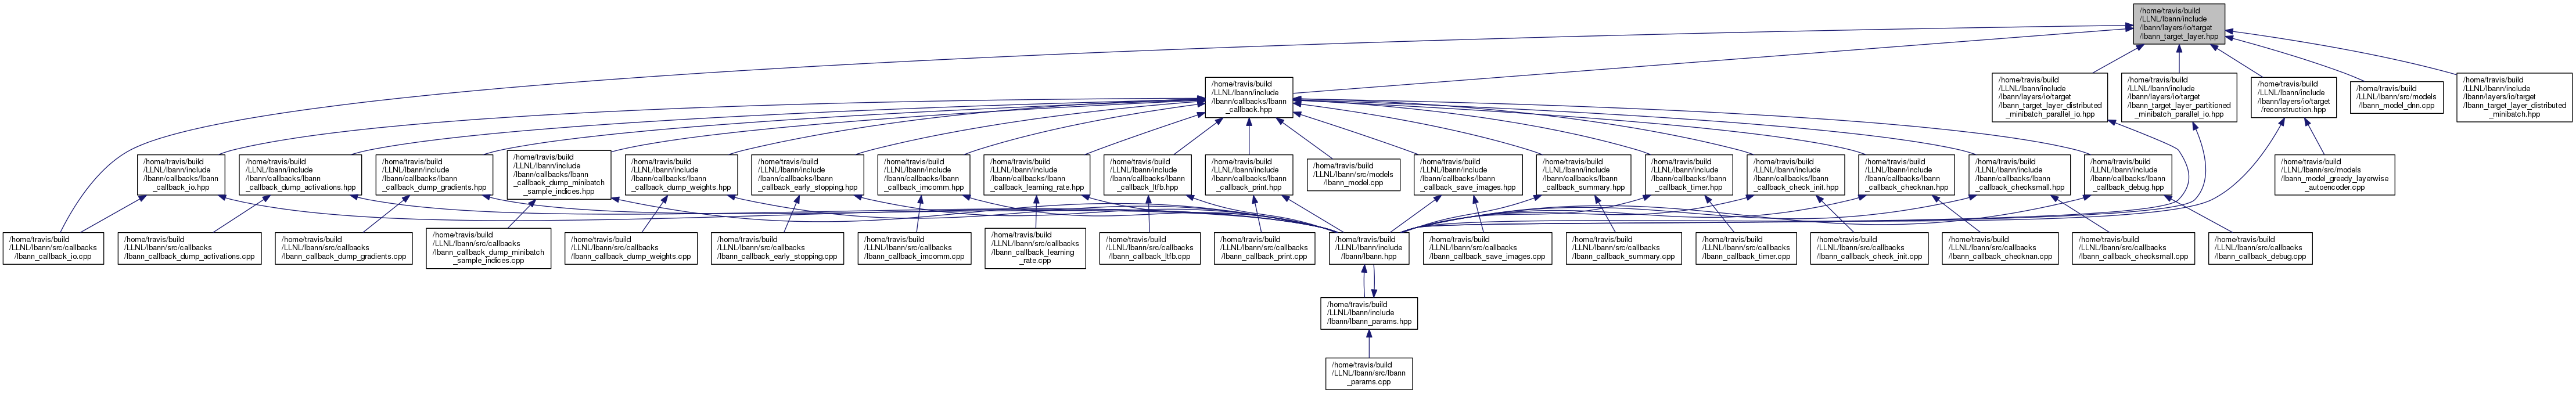 /home/travis/build
/LLNL/lbann/include
/lbann/layers/io/target
/lbann_target_layer.hpp
/home/travis/build
/LLNL/lbann/include
/lbann/callbacks/lbann
_callback.hpp
/home/travis/build
/LLNL/lbann/include
/lbann/layers/io/target
/lbann_target_layer_distributed
_minibatch_parallel_io.hpp
/home/travis/build
/LLNL/lbann/include
/lbann/layers/io/target
/lbann_target_layer_partitioned
_minibatch_parallel_io.hpp
/home/travis/build
/LLNL/lbann/include
/lbann/layers/io/target
/reconstruction.hpp
/home/travis/build
/LLNL/lbann/src/models
/lbann_model_dnn.cpp
/home/travis/build
/LLNL/lbann/include
/lbann/layers/io/target
/lbann_target_layer_distributed
_minibatch.hpp
/home/travis/build
/LLNL/lbann/include
/lbann/callbacks/lbann
_callback_io.hpp
/home/travis/build
/LLNL/lbann/include
/lbann/callbacks/lbann
_callback_dump_activations.hpp
/home/travis/build
/LLNL/lbann/include
/lbann/callbacks/lbann
_callback_dump_gradients.hpp
/home/travis/build
/LLNL/lbann/include
/lbann/callbacks/lbann
_callback_dump_minibatch
_sample_indices.hpp
/home/travis/build
/LLNL/lbann/include
/lbann/callbacks/lbann
_callback_dump_weights.hpp
/home/travis/build
/LLNL/lbann/include
/lbann/callbacks/lbann
_callback_early_stopping.hpp
/home/travis/build
/LLNL/lbann/include
/lbann/callbacks/lbann
_callback_imcomm.hpp
/home/travis/build
/LLNL/lbann/include
/lbann/callbacks/lbann
_callback_learning_rate.hpp
/home/travis/build
/LLNL/lbann/include
/lbann/callbacks/lbann
_callback_ltfb.hpp
/home/travis/build
/LLNL/lbann/include
/lbann/callbacks/lbann
_callback_print.hpp
/home/travis/build
/LLNL/lbann/src/models
/lbann_model.cpp
/home/travis/build
/LLNL/lbann/include
/lbann/callbacks/lbann
_callback_save_images.hpp
/home/travis/build
/LLNL/lbann/include
/lbann/callbacks/lbann
_callback_summary.hpp
/home/travis/build
/LLNL/lbann/include
/lbann/callbacks/lbann
_callback_timer.hpp
/home/travis/build
/LLNL/lbann/include
/lbann/callbacks/lbann
_callback_check_init.hpp
/home/travis/build
/LLNL/lbann/include
/lbann/callbacks/lbann
_callback_checknan.hpp
/home/travis/build
/LLNL/lbann/include
/lbann/callbacks/lbann
_callback_checksmall.hpp
/home/travis/build
/LLNL/lbann/include
/lbann/callbacks/lbann
_callback_debug.hpp
/home/travis/build
/LLNL/lbann/src/models
/lbann_model_greedy_layerwise
_autoencoder.cpp
/home/travis/build
/LLNL/lbann/src/callbacks
/lbann_callback_io.cpp
/home/travis/build
/LLNL/lbann/src/callbacks
/lbann_callback_dump_activations.cpp
/home/travis/build
/LLNL/lbann/src/callbacks
/lbann_callback_dump_gradients.cpp
/home/travis/build
/LLNL/lbann/src/callbacks
/lbann_callback_dump_minibatch
_sample_indices.cpp
/home/travis/build
/LLNL/lbann/src/callbacks
/lbann_callback_dump_weights.cpp
/home/travis/build
/LLNL/lbann/src/callbacks
/lbann_callback_early_stopping.cpp
/home/travis/build
/LLNL/lbann/src/callbacks
/lbann_callback_imcomm.cpp
/home/travis/build
/LLNL/lbann/src/callbacks
/lbann_callback_learning
_rate.cpp
/home/travis/build
/LLNL/lbann/src/callbacks
/lbann_callback_ltfb.cpp
/home/travis/build
/LLNL/lbann/src/callbacks
/lbann_callback_print.cpp
/home/travis/build
/LLNL/lbann/include
/lbann/lbann.hpp
/home/travis/build
/LLNL/lbann/src/callbacks
/lbann_callback_save_images.cpp
/home/travis/build
/LLNL/lbann/src/callbacks
/lbann_callback_summary.cpp
/home/travis/build
/LLNL/lbann/src/callbacks
/lbann_callback_timer.cpp
/home/travis/build
/LLNL/lbann/src/callbacks
/lbann_callback_check_init.cpp
/home/travis/build
/LLNL/lbann/src/callbacks
/lbann_callback_checknan.cpp
/home/travis/build
/LLNL/lbann/src/callbacks
/lbann_callback_checksmall.cpp
/home/travis/build
/LLNL/lbann/src/callbacks
/lbann_callback_debug.cpp
/home/travis/build
/LLNL/lbann/include
/lbann/lbann_params.hpp
/home/travis/build
/LLNL/lbann/src/lbann
_params.cpp